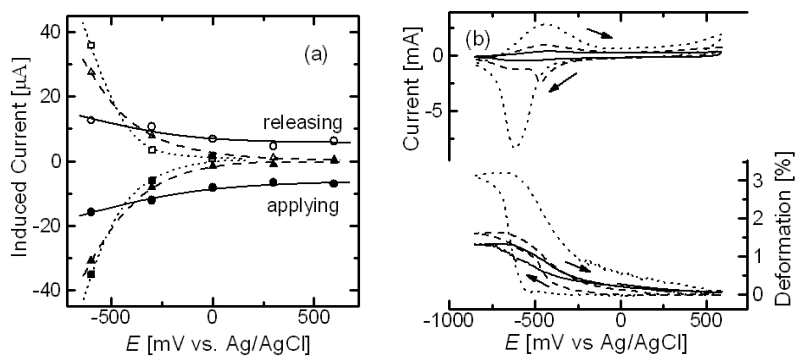 40
20
0
-20
-40
Induced Current [µA]
(a)
releasing
applying
-500
0
500
E [mV vs. Ag/AgCl]
(b)
0
-5
Current [mA]
3
2
1
0
Deformation [%]
-1000
-500
0
500
E [mV vs Ag/AgCl]